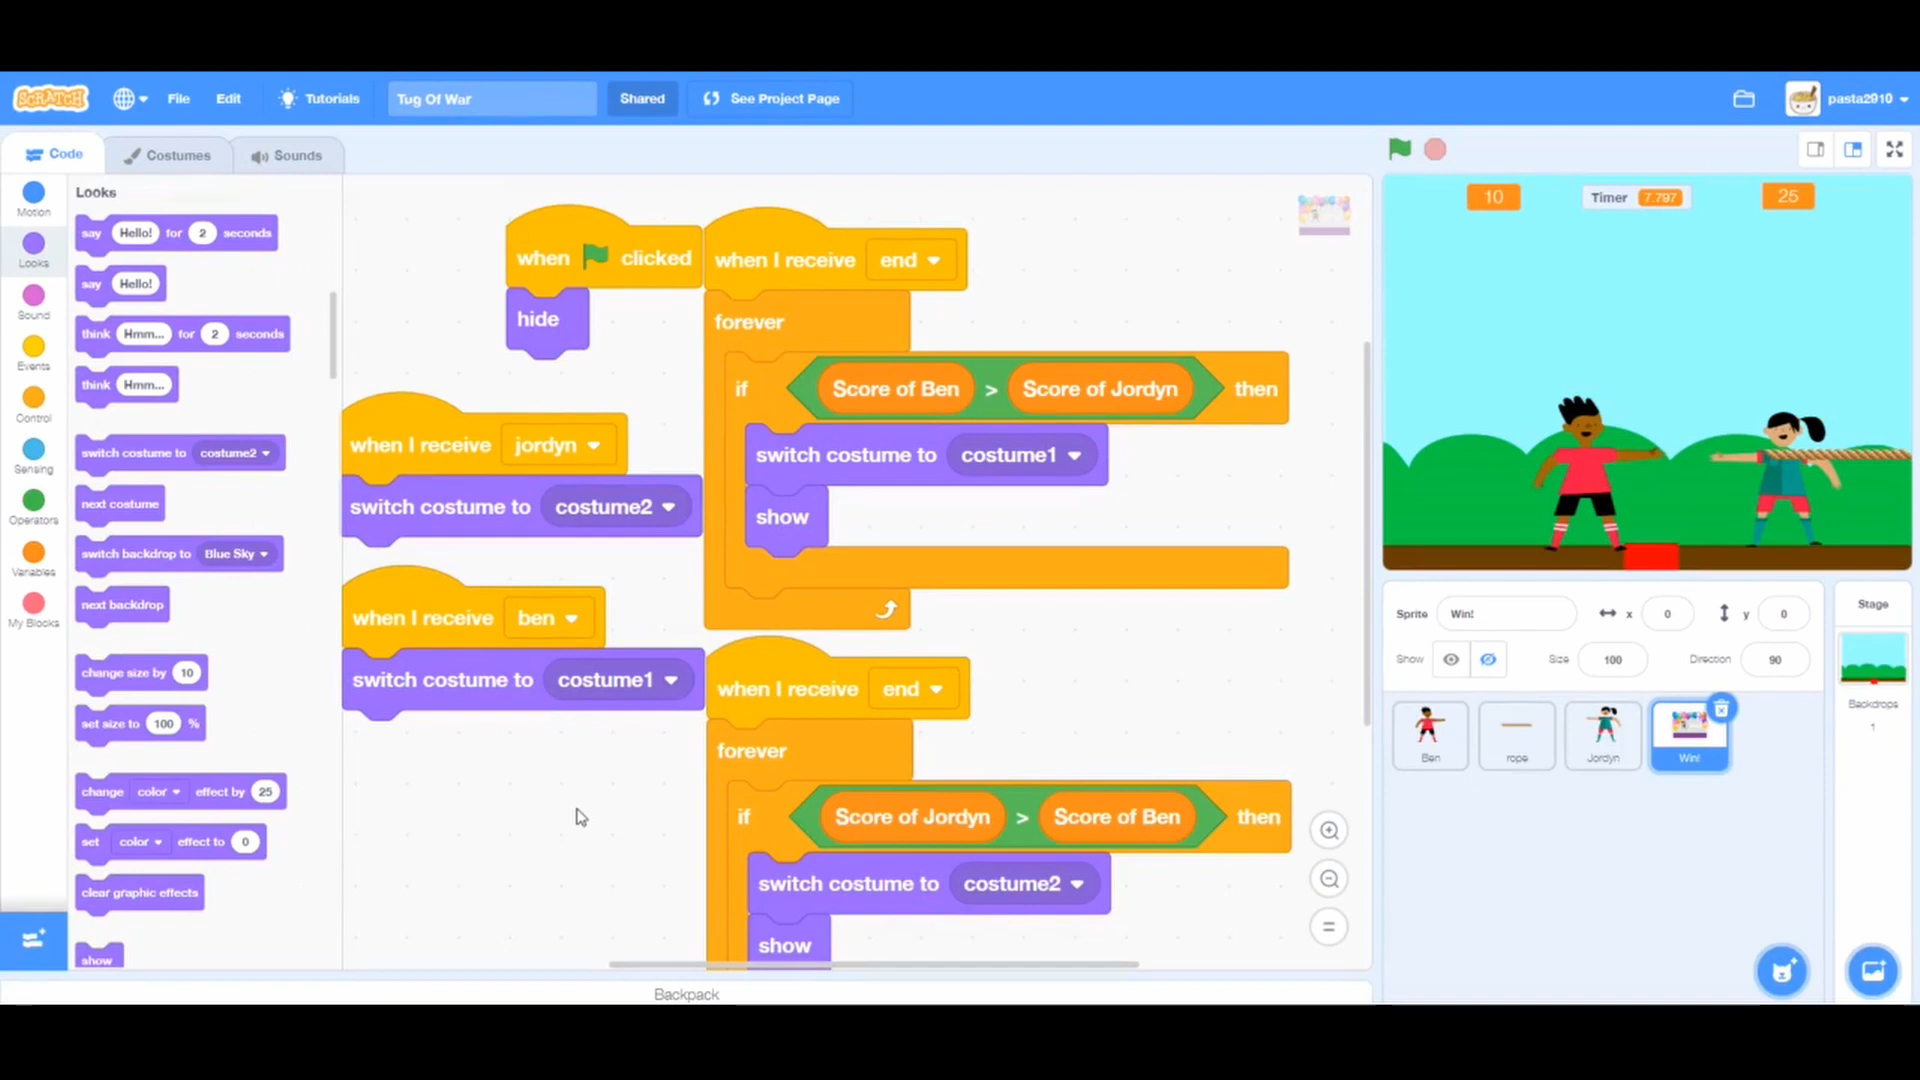 SCRATCH
File
Edit
Tutorials
Tug Of War
Shared
See Project Page
pasta2910
Code
Costumes
Sounds
Motion
Looks
Sound
Events
Control
Sensing
Operators
Variables
My Blocks
Looks
say Hello! for 2 seconds
say Hello!
think Hmm... for 2 seconds
think Hmm...
switch costume to costume2
next costume
switch backdrop to Blue Sky
next backdrop
change size by 10
set size to 100 %
change color effect by 25
set color effect to 0
clear graphic effects
show
when clicked
hide
when I receive jordyn
switch costume to costume2
when I receive ben
switch costume to costume1
when I receive end
forever
if Score of Ben > Score of Jordyn then
switch costume to costume1
show
when I receive end
forever
if Score of Jordyn > Score of Ben then
switch costume to costume2
show
Backpack
10
Timer 7.797
25
Sprite Win! x 0 y 0
Show Size 100 Direction 90
Ben
rope
Jordyn
Win!
Stage
Backdrops
1